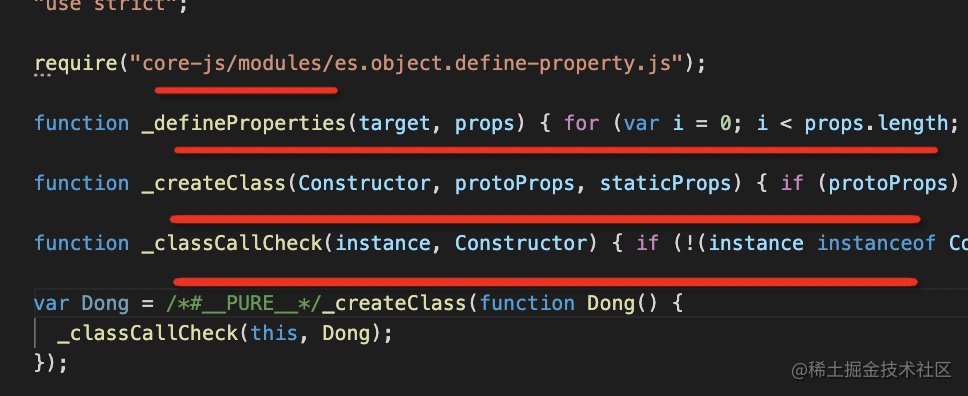 "use strict";
require("core-js/modules/es.object.define-property.js");
function _defineProperties(target, props) { for (var i = 0; i < props.length;
function _createClass(Constructor, protoProps, staticProps) { if (protoProps)
function _classCallCheck(instance, Constructor) { if (!(instance instanceof Co
var Dong = /*#__PURE__*/_createClass(function Dong() {
_classCallCheck(this, Dong);
});
@稀土掘金技术社区